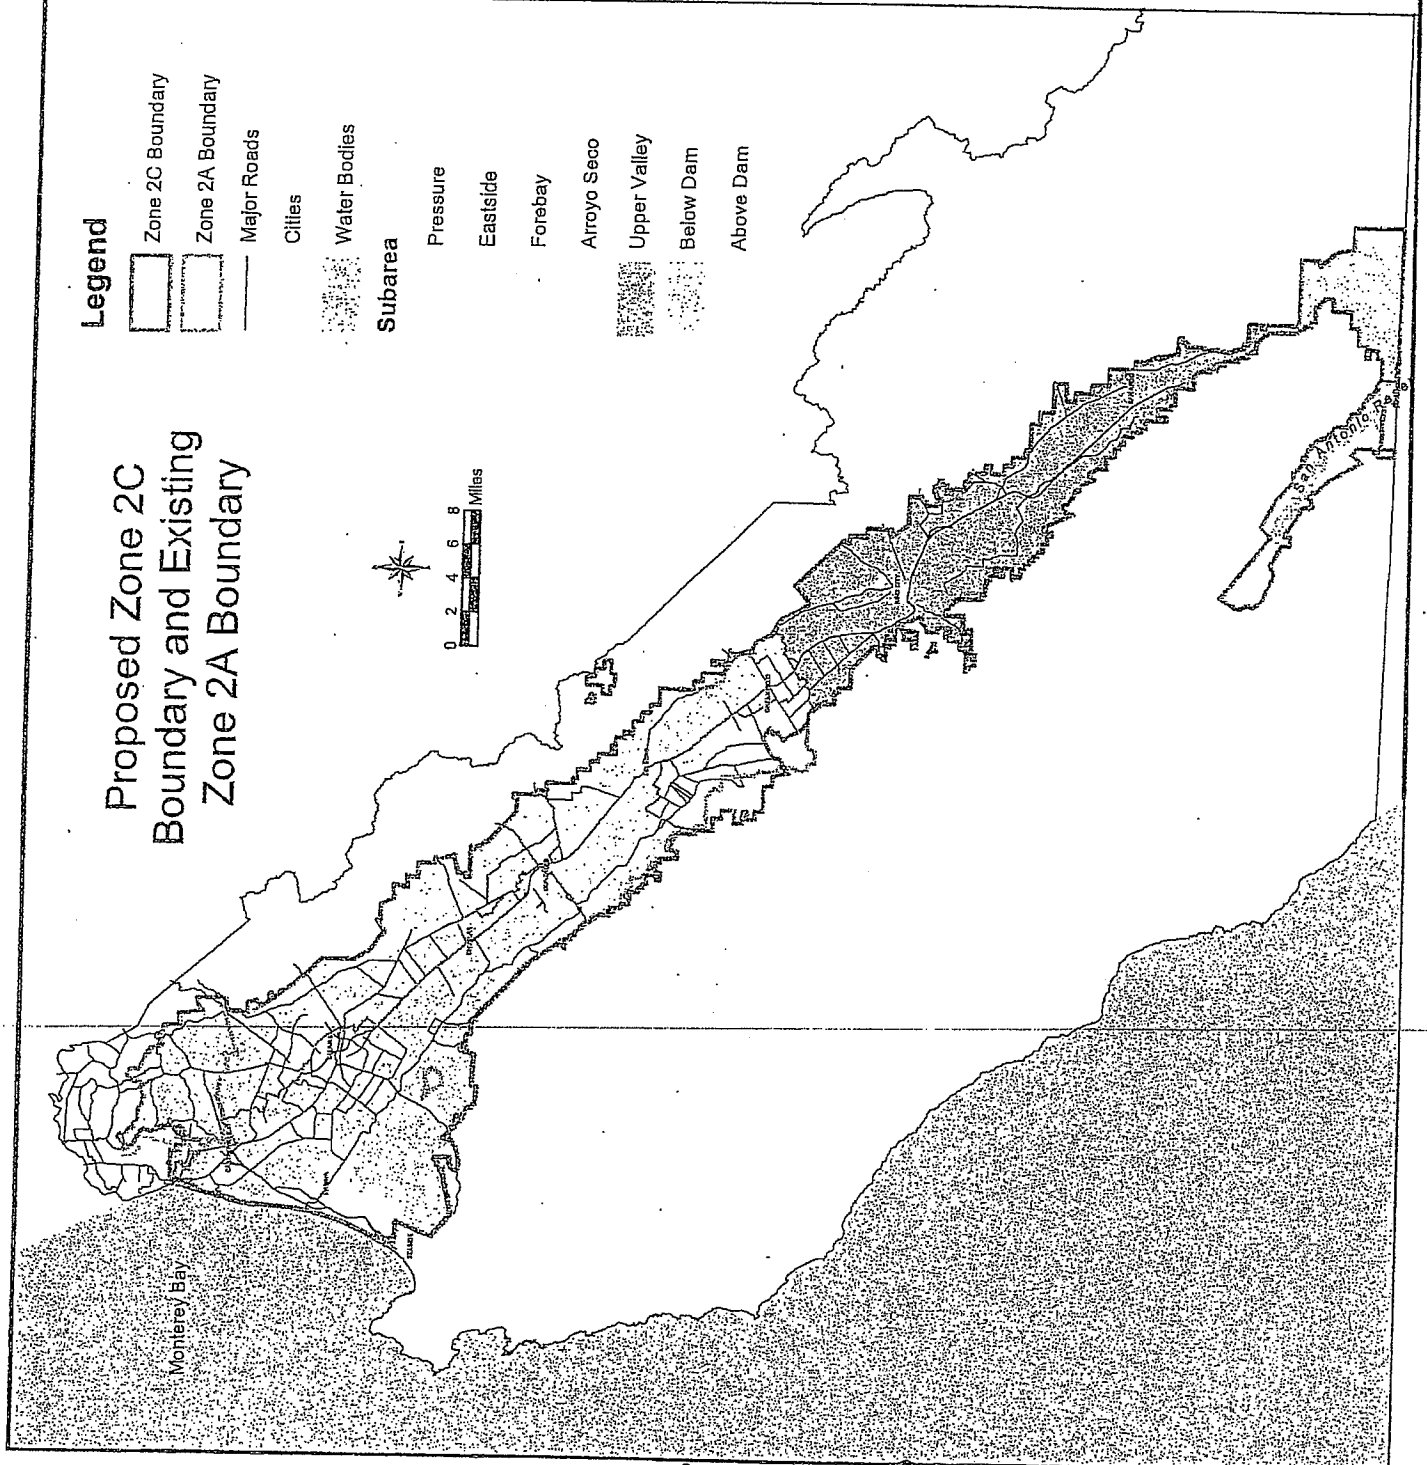 Proposed Zone 2C
Boundary and Existing
Zone 2A Boundary
0 2 4 6 8
Miles
Legend
Zone 2C Boundary
Zone 2A Boundary
Major Roads
Cities
Water Bodies
Subarea
Pressure
Eastside
Forebay
Arroyo Seco
Upper Valley
Below Dam
Above Dam
Monterey Bay
San Antonio